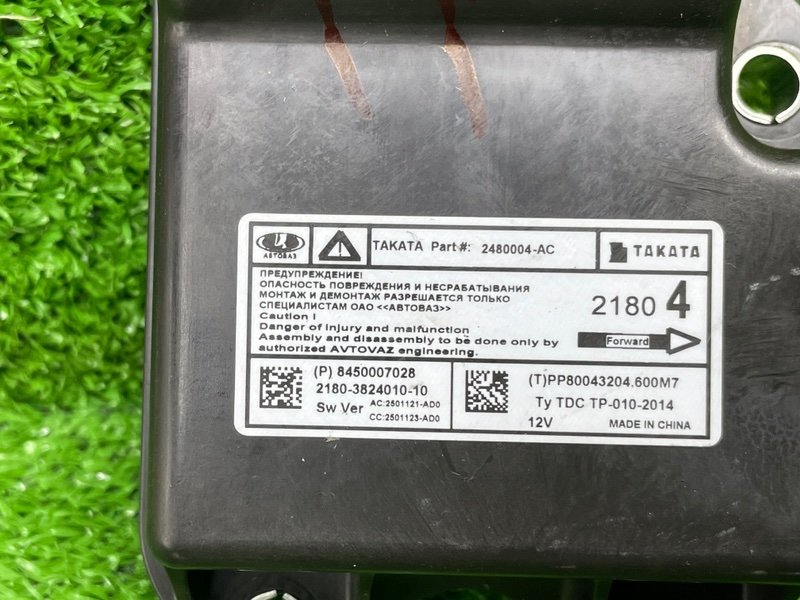 АВТОВАЗ
TAKATA Part#: 2480004-AC
TAKATA
ПРЕДУПРЕЖДЕНИЕ!
ОПАСНОСТЬ ПОВРЕЖДЕНИЯ И НЕСРАБАТЫВАНИЯ
МОНТАЖ И ДЕМОНТАЖ РАЗРЕШАЕТСЯ ТОЛЬКО
СПЕЦИАЛИСТАМ ОАО <<АВТОВАЗ>>
Caution !
Danger of injury and malfunction
Assembly and disassembly to be done only by
authorized AVTOVAZ engineering.
2180 4
Forward
(P) 8450007028
2180-3824010-10
Sw Ver AC:2501121-AD0
CC:2501123-AD0
(T)PP80043204.600M7
Ty TDC TP-010-2014
12V MADE IN CHINA